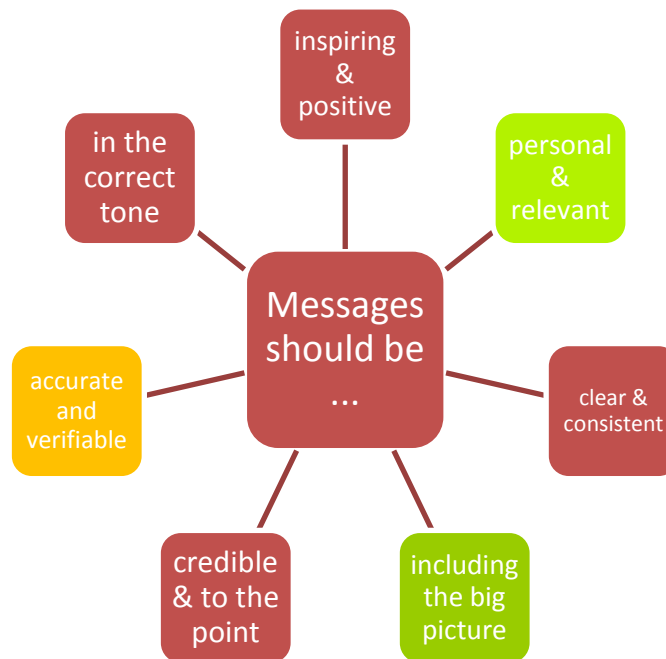 inspiring
&
positive
personal
&
relevant
clear &
consistent
including
the big
picture
credible
& to the
point
accurate
and
verifiable
in the
correct
tone
Messages
should be
...